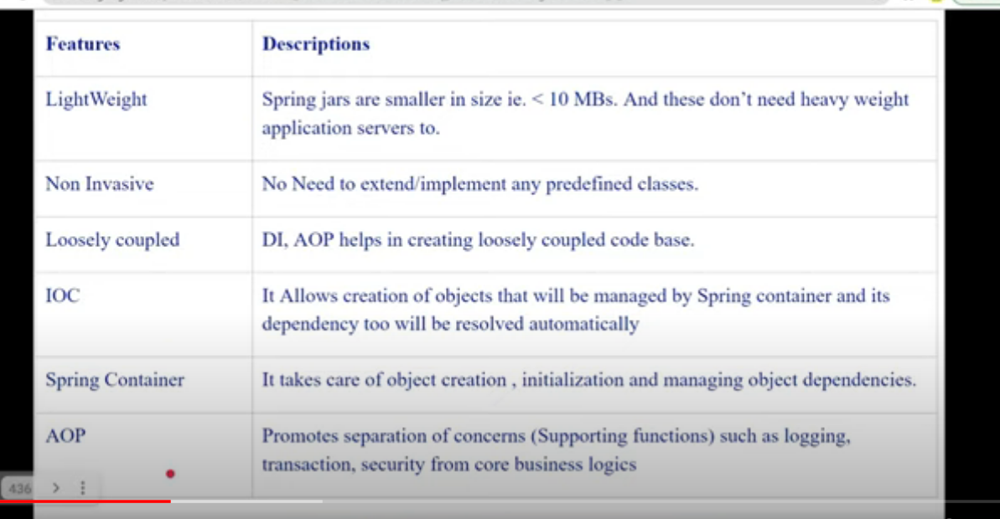 Features
Descriptions
LightWeight
Spring jars are smaller in size ie. < 10 MBs. And these don’t need heavy weight
application servers to.
Non Invasive
No Need to extend/implement any predefined classes.
Loosely coupled
DI, AOP helps in creating loosely coupled code base.
IOC
It Allows creation of objects that will be managed by Spring container and its
dependency too will be resolved automatically
Spring Container
It takes care of object creation , initialization and managing object dependencies.
AOP
Promotes separation of concerns (Supporting functions) such as logging,
transaction, security from core business logics
436